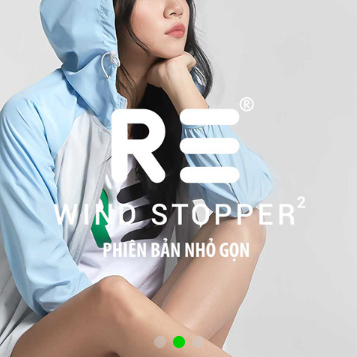 RE®
WIND STOPPER²
PHIÊN BẢN NHỎ GỌN